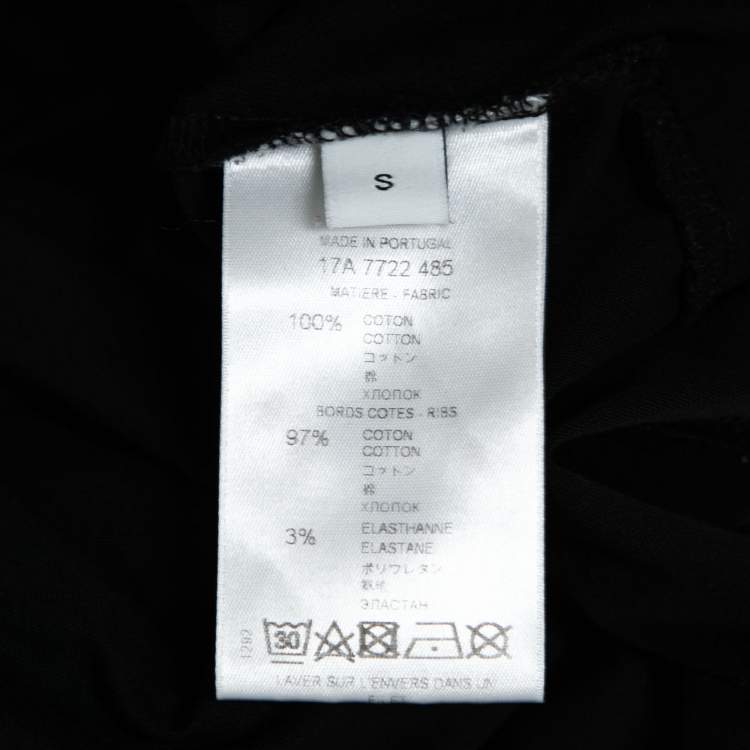 S
MADE IN PORTUGAL
17A 7722 485
MATIERE - FABRIC
100% COTON
COTTON
コットン
棉
ХЛОПОК
BORDS COTES - RIBS
97% COTON
COTTON
コットン
棉
ХЛОПОК
3% ELASTHANNE
ELASTANE
ポリウレタン
ЭЛАСТАН
1292
30
LAVER SUR L'ENVERS DANS UN